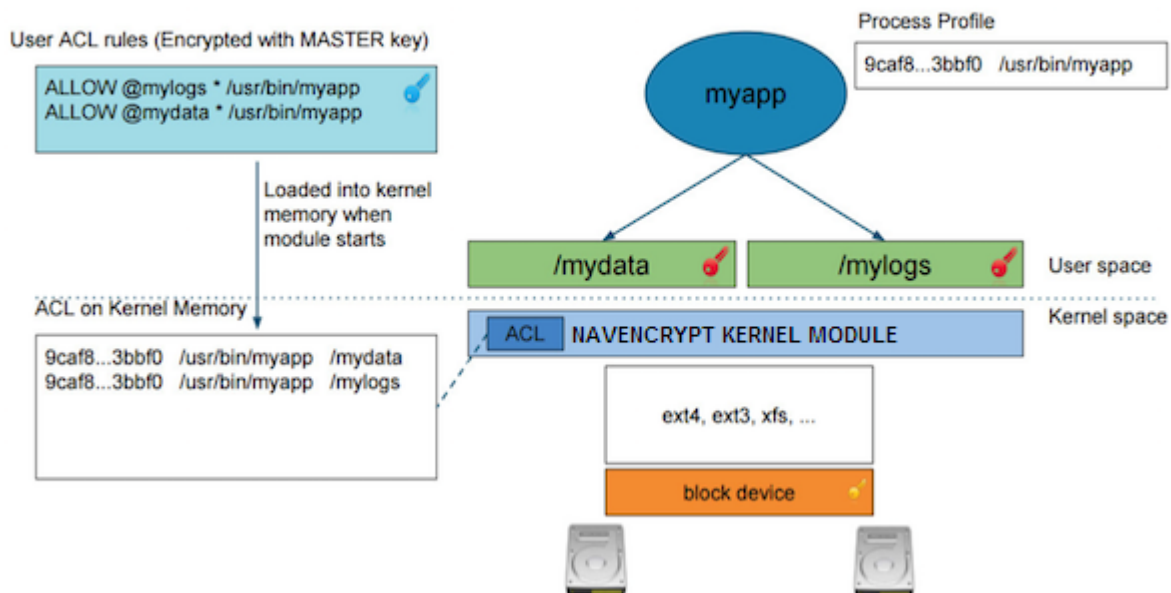 User ACL rules (Encrypted with MASTER key)
ALLOW @mylogs * /usr/bin/myapp
ALLOW @mydata * /usr/bin/myapp
Loaded into kernel
memory when
module starts
ACL on Kernel Memory
9caf8...3bbf0 /usr/bin/myapp /mydata
9caf8...3bbf0 /usr/bin/myapp /mylogs
myapp
Process Profile
9caf8...3bbf0 /usr/bin/myapp
/mydata
/mylogs
User space
Kernel space
ACL
NAVENCRYPT KERNEL MODULE
ext4, ext3, xfs, ...
block device